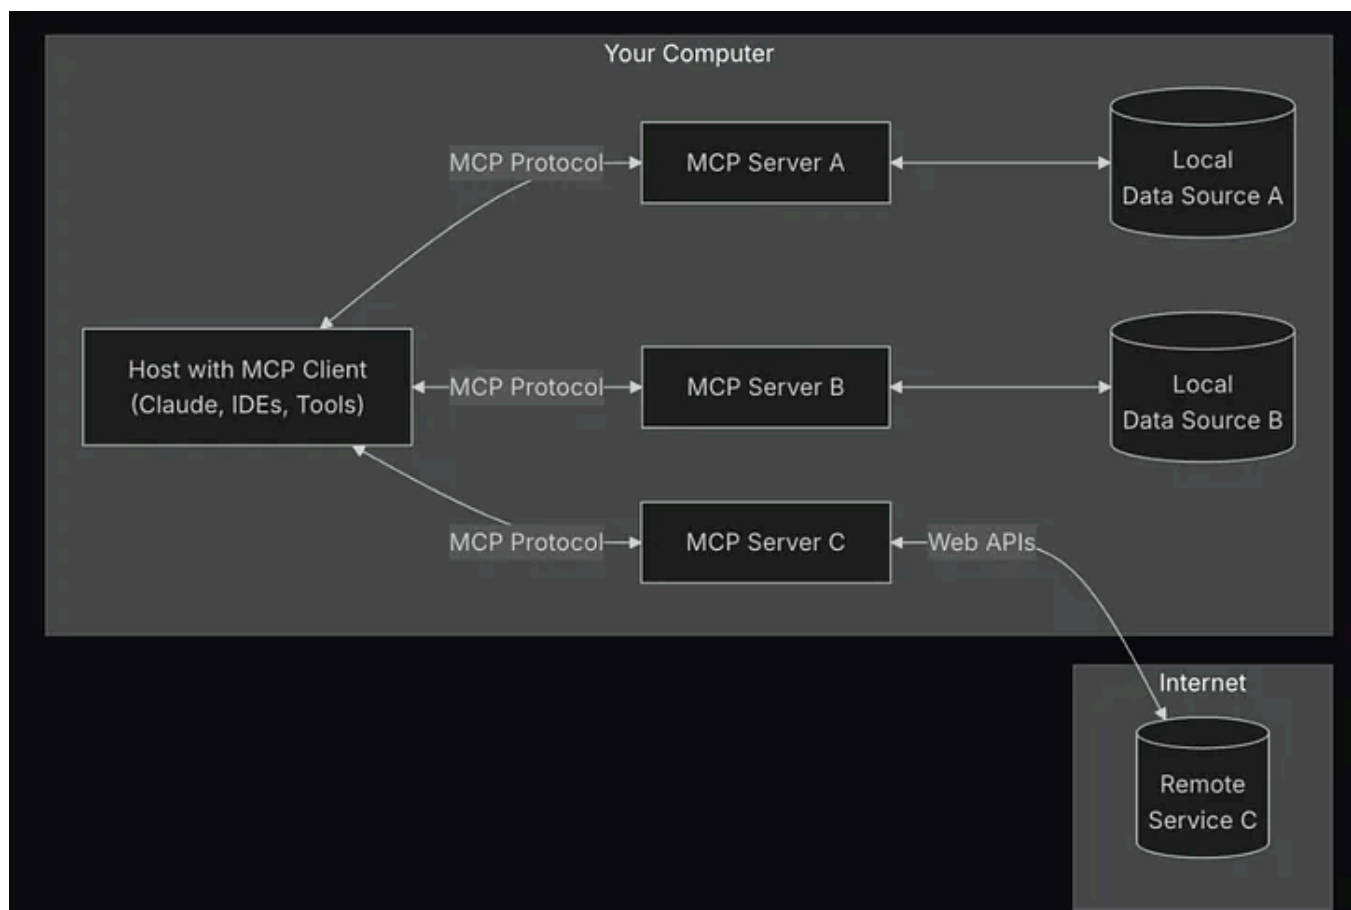 Your Computer
MCP Protocol
MCP Server A
Local
Data Source A
Host with MCP Client
(Claude, IDEs, Tools)
MCP Protocol
MCP Server B
Local
Data Source B
MCP Protocol
MCP Server C
Web APIs
Internet
Remote
Service C